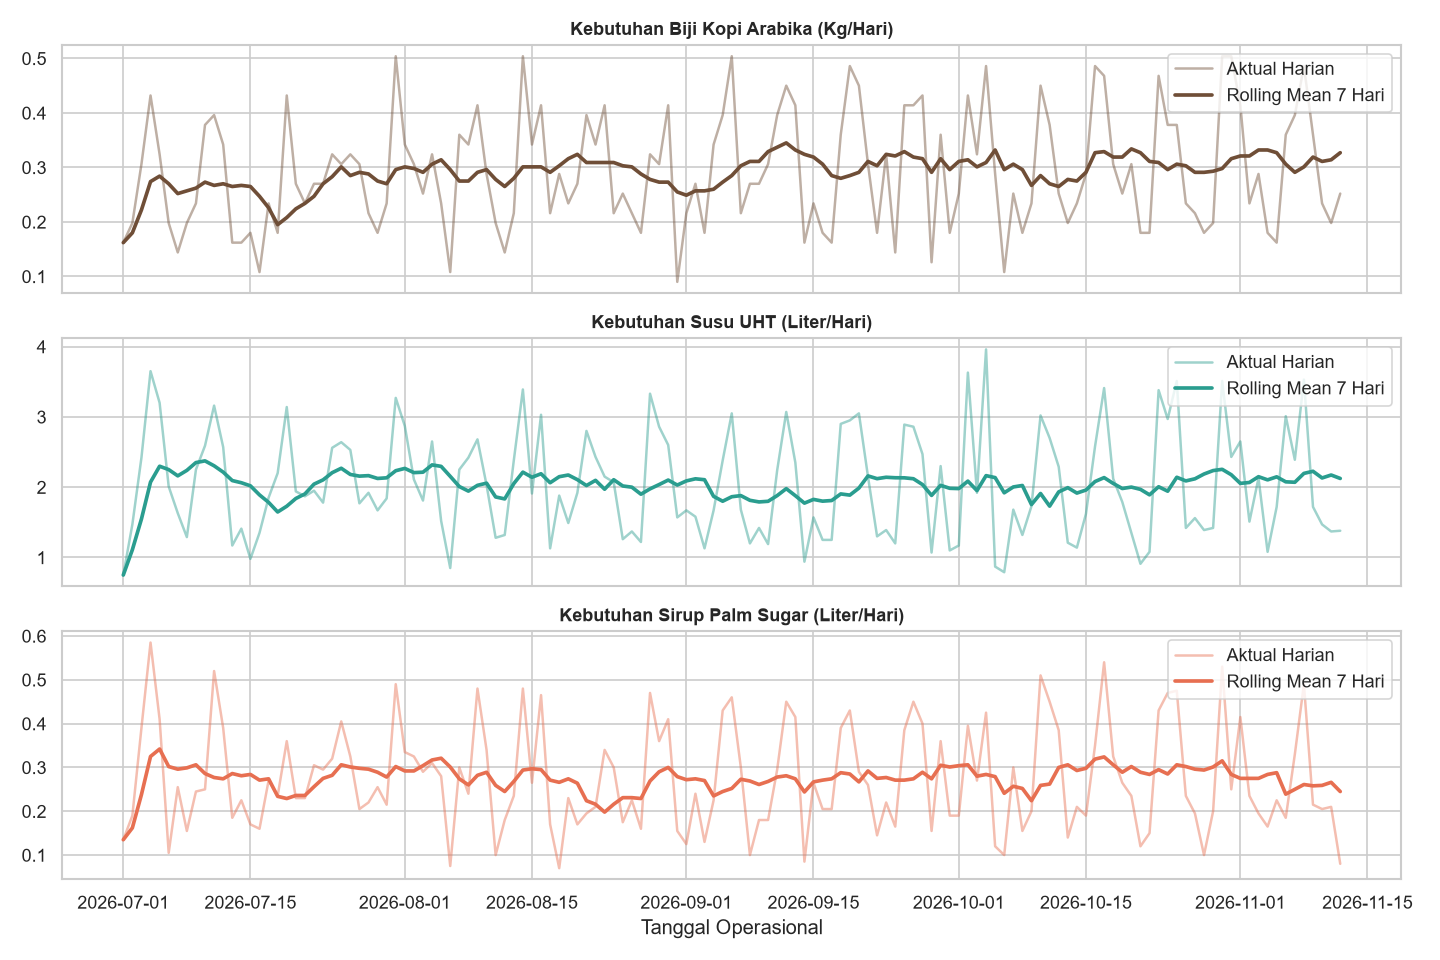 Kebutuhan Biji Kopi Arabika (Kg/Hari)
0.5
0.4
0.3
0.2
0.1
Aktual Harian
Rolling Mean 7 Hari
Kebutuhan Susu UHT (Liter/Hari)
4
3
2
1
Aktual Harian
Rolling Mean 7 Hari
Kebutuhan Sirup Palm Sugar (Liter/Hari)
0.6
0.5
0.4
0.3
0.2
0.1
Aktual Harian
Rolling Mean 7 Hari
2026-07-01 2026-07-15 2026-08-01 2026-08-15 2026-09-01 2026-09-15 2026-10-01 2026-10-15 2026-11-01 2026-11-15
Tanggal Operasional